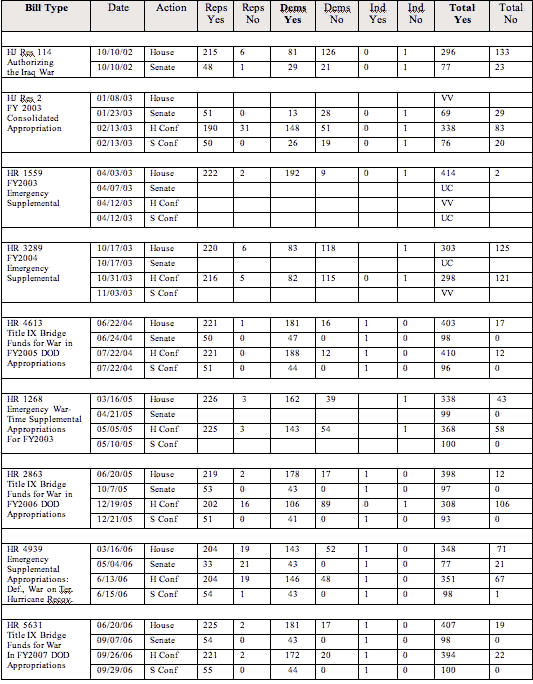 Bill Type Date Action Reps Yes Reps No Dems Yes Dems No Ind Yes Ind No Total Yes Total No
HJ Res 114 10/10/02 House 215 6 81 126 0 1 296 133
Authorizing the Iraq War 10/10/02 Senate 48 1 29 21 0 1 77 23
HJ Res 2 01/08/03 House VV
FY 2003 01/23/03 Senate 51 0 13 28 0 1 69 29
Consolidated 02/13/03 H Conf 190 31 148 51 0 1 338 83
Appropriation 02/13/03 S Conf 50 0 26 19 0 1 76 20
HR 1559 04/03/03 House 222 2 192 9 0 1 414 2
FY2003 04/07/03 Senate UC
Emergency 04/12/03 H Conf VV
Supplemental 04/12/03 S Conf UC
HR 3289 10/17/03 House 220 6 83 118 1 303 125
FY2004 10/17/03 Senate UC
Emergency 10/31/03 H Conf 216 5 82 115 0 1 298 121
Supplemental 11/03/03 S Conf VV
HR 4613 06/22/04 House 221 1 181 16 1 0 403 17
Title IX Bridge 06/24/04 Senate 50 0 47 0 1 0 98 0
Funds for War in 07/22/04 H Conf 221 0 188 12 1 0 410 12
FY2005 DOD 07/22/04 S Conf 51 0 44 0 1 0 96 0
Appropriations
HR 1268 03/16/05 House 226 3 162 39 1 338 43
Emergency War- 04/21/05 Senate 99 0
Time Supplemental 05/05/05 H Conf 225 3 143 54 1 368 58
Appropriations 05/10/05 S Conf 100 0
For FY2003
HR 2863 06/20/05 House 219 2 178 17 1 0 398 12
Title IX Bridge 10/7/05 Senate 53 0 43 0 1 0 97 0
Funds for War in 12/19/05 H Conf 202 16 106 89 0 1 308 106
FY2006 DOD 12/21/05 S Conf 51 0 41 0 1 0 93 0
Appropriations
HR 4939 03/16/06 House 204 19 143 52 1 0 348 71
Emergency 05/04/06 Senate 33 21 43 0 1 0 77 21
Supplemental 6/13/06 H Conf 204 19 146 48 1 0 351 67
Appropriations: 6/15/06 S Conf 54 1 43 0 1 0 98 1
Def., War on Ter.
Hurricane Recov.
HR 5631 06/20/06 House 225 2 181 17 1 0 407 19
Title IX Bridge 09/07/06 Senate 54 0 43 0 1 0 98 0
Funds for War 09/26/06 H Conf 221 2 172 20 1 0 394 22
In FY2007 DOD 09/29/06 S Conf 55 0 44 0 1 0 100 0
Appropriations